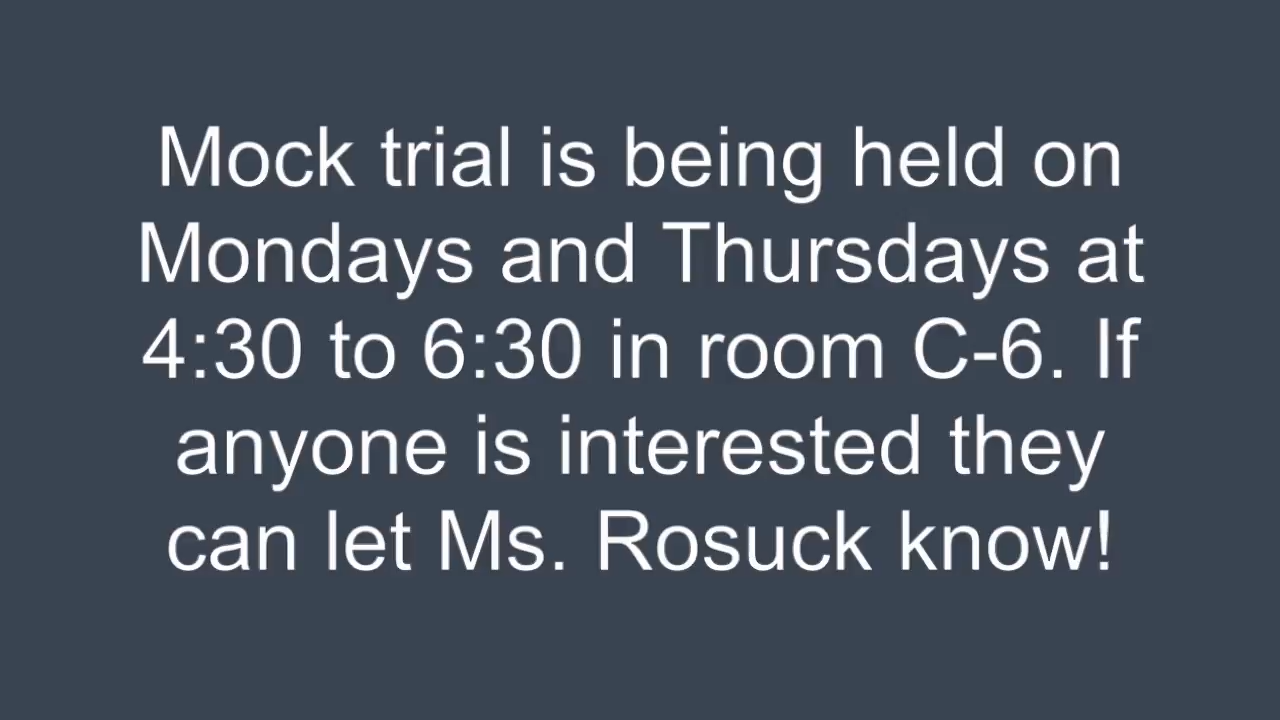 Mock trial is being held on
Mondays and Thursdays at
4:30 to 6:30 in room C-6. If
anyone is interested they
can let Ms. Rosuck know!